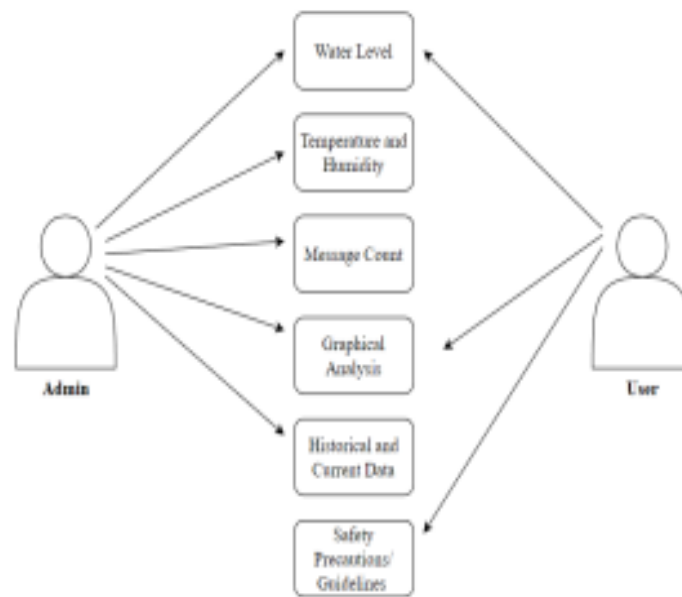 Water Level
Temperature and
Humidity
Message Count
Graphical
Analysis
Historical and
Current Data
Safety
Precautions/
Guidelines
Admin
User